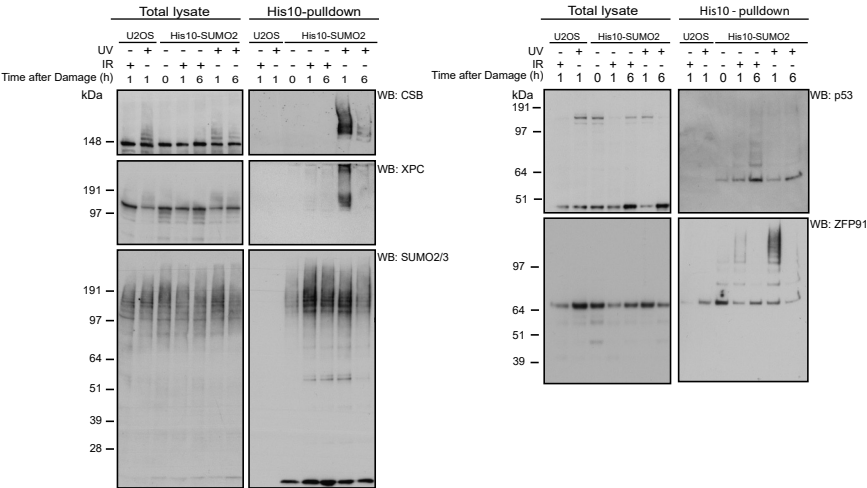 Total lysate His10-pulldown
U2OS His10-SUMO2 U2OS His10-SUMO2
UV - + - - - + + - + - - - + +
IR + - - + + - - + - - + + - -
Time after Damage (h) 1 1 0 1 6 1 6 1 1 0 1 6 1 6
kDa
WB: CSB
148
WB: XPC
191
97
WB: SUMO2/3
191
97
64
51
39
28
Total lysate His10 - pulldown
U2OS His10-SUMO2 U2OS His10-SUMO2
UV - + - - - + + - + - - - + +
IR + - - + + - - + - - + + - -
Time after Damage (h) 1 1 0 1 6 1 6 1 1 0 1 6 1 6
kDa
WB: p53
191
97
64
51
WB: ZFP91
97
64
51
39